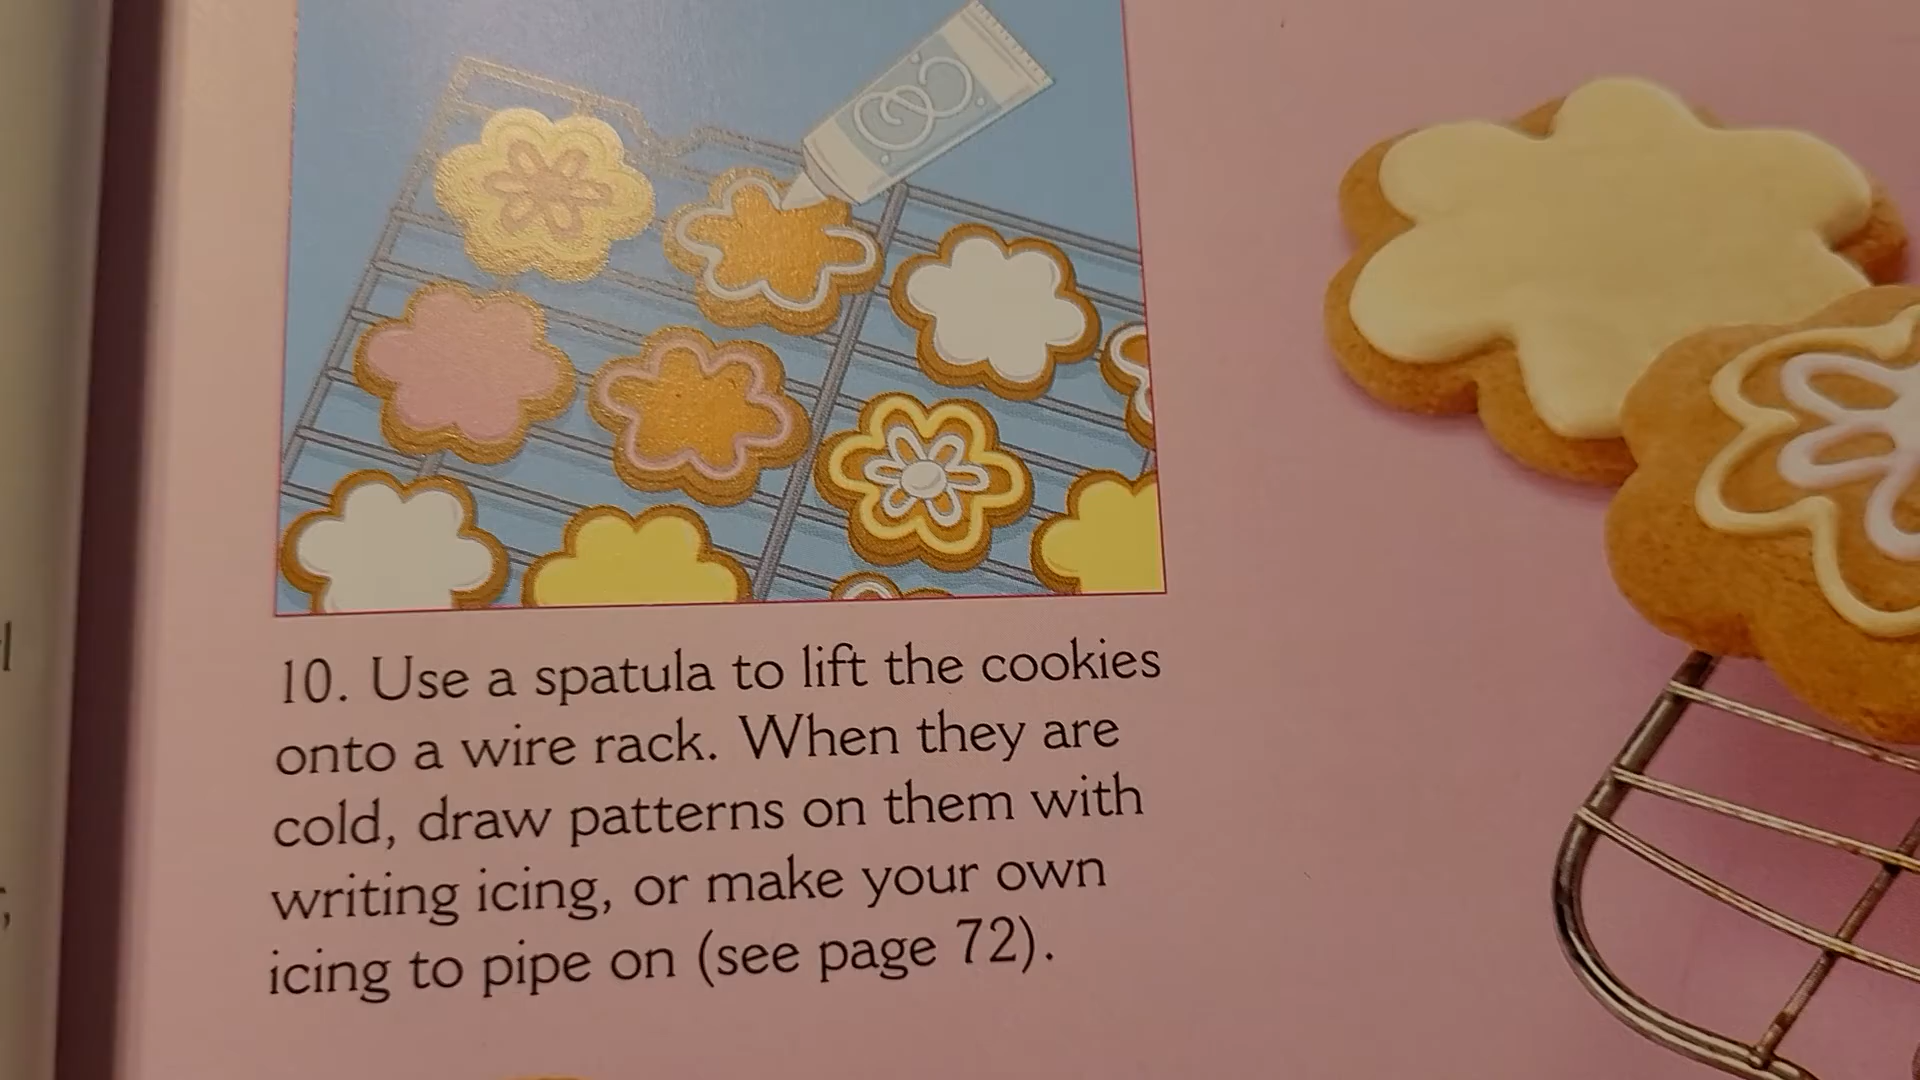 10. Use a spatula to lift the cookies
onto a wire rack. When they are
cold, draw patterns on them with
writing icing, or make your own
icing to pipe on (see page 72).